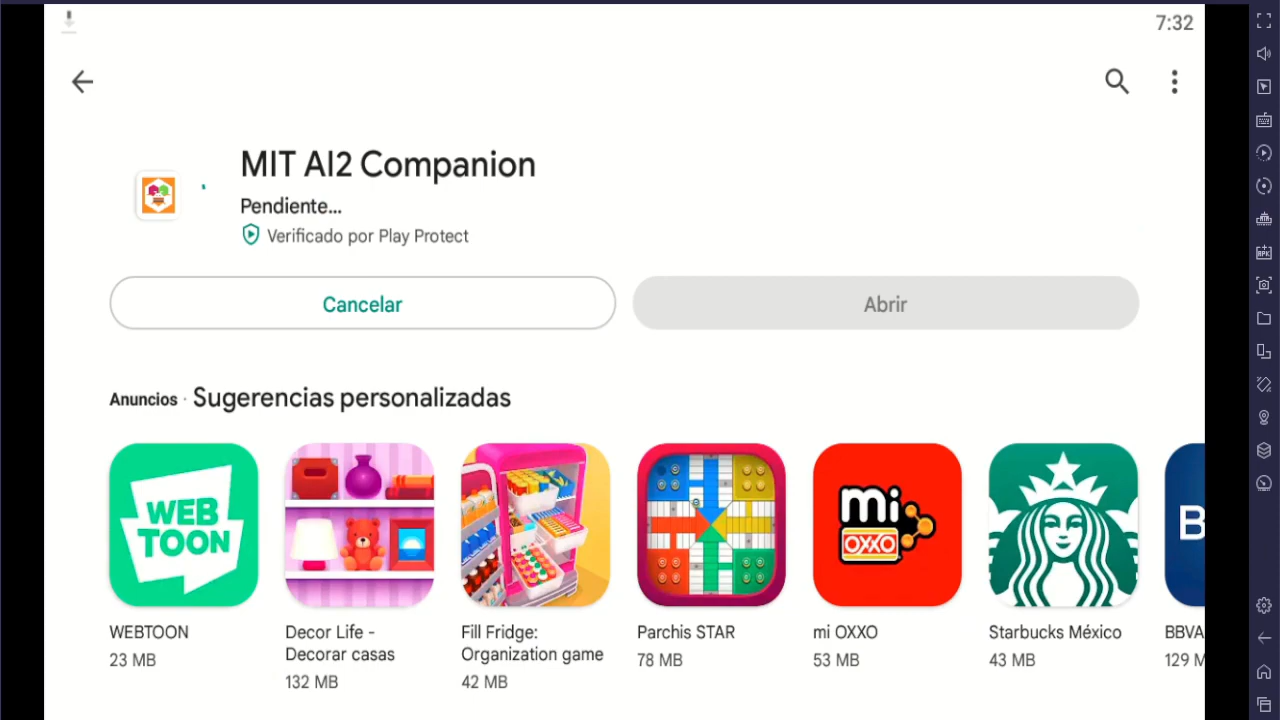 7:32
MIT AI2 Companion
Pendiente...
Verificado por Play Protect
Cancelar
Abrir
Anuncios · Sugerencias personalizadas
WEB
TOON
mi
OXXO
B
WEBTOON
23 MB
Decor Life -
Decorar casas
132 MB
Fill Fridge:
Organization game
42 MB
Parchis STAR
78 MB
mi OXXO
53 MB
Starbucks México
43 MB
BBVA
129 M